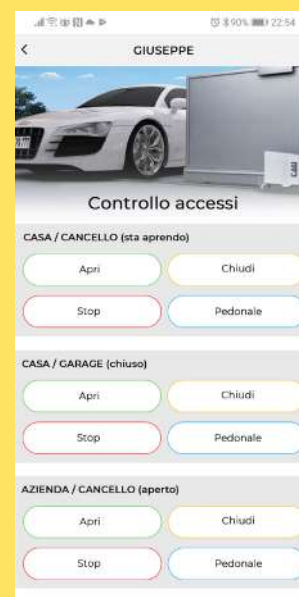 90% 22:54
GIUSEPPE
Controllo accessi
CASA / CANCELLO (sta aprendo)
Apri Chiudi
Stop Pedonale
CASA / GARAGE (chiuso)
Apri Chiudi
Stop Pedonale
AZIENDA / CANCELLO (aperto)
Apri Chiudi
Stop Pedonale